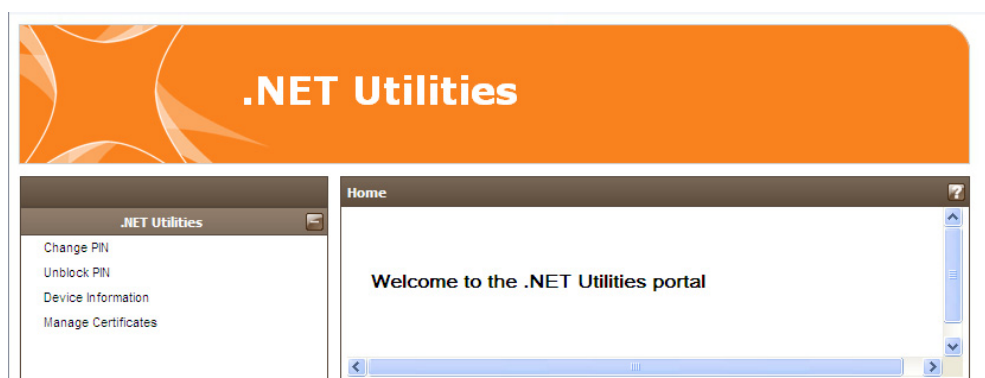 .NET Utilities
Home
?
.NET Utilities
Change PIN
Unblock PIN
Device Information
Manage Certificates
Welcome to the .NET Utilities portal